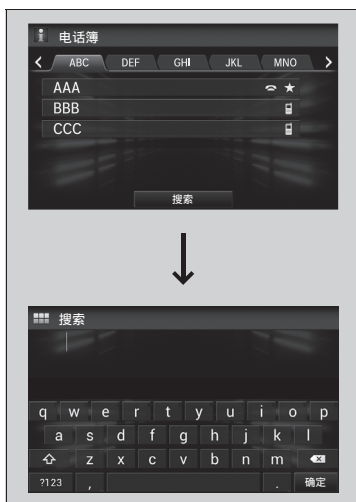 电话簿
ABC DEF GHI JKL MNO
AAA
BBB
CCC
搜索
搜索
q w e r t y u i o p
a s d f g h j k l
z x c v b n m
?123 , . 确定